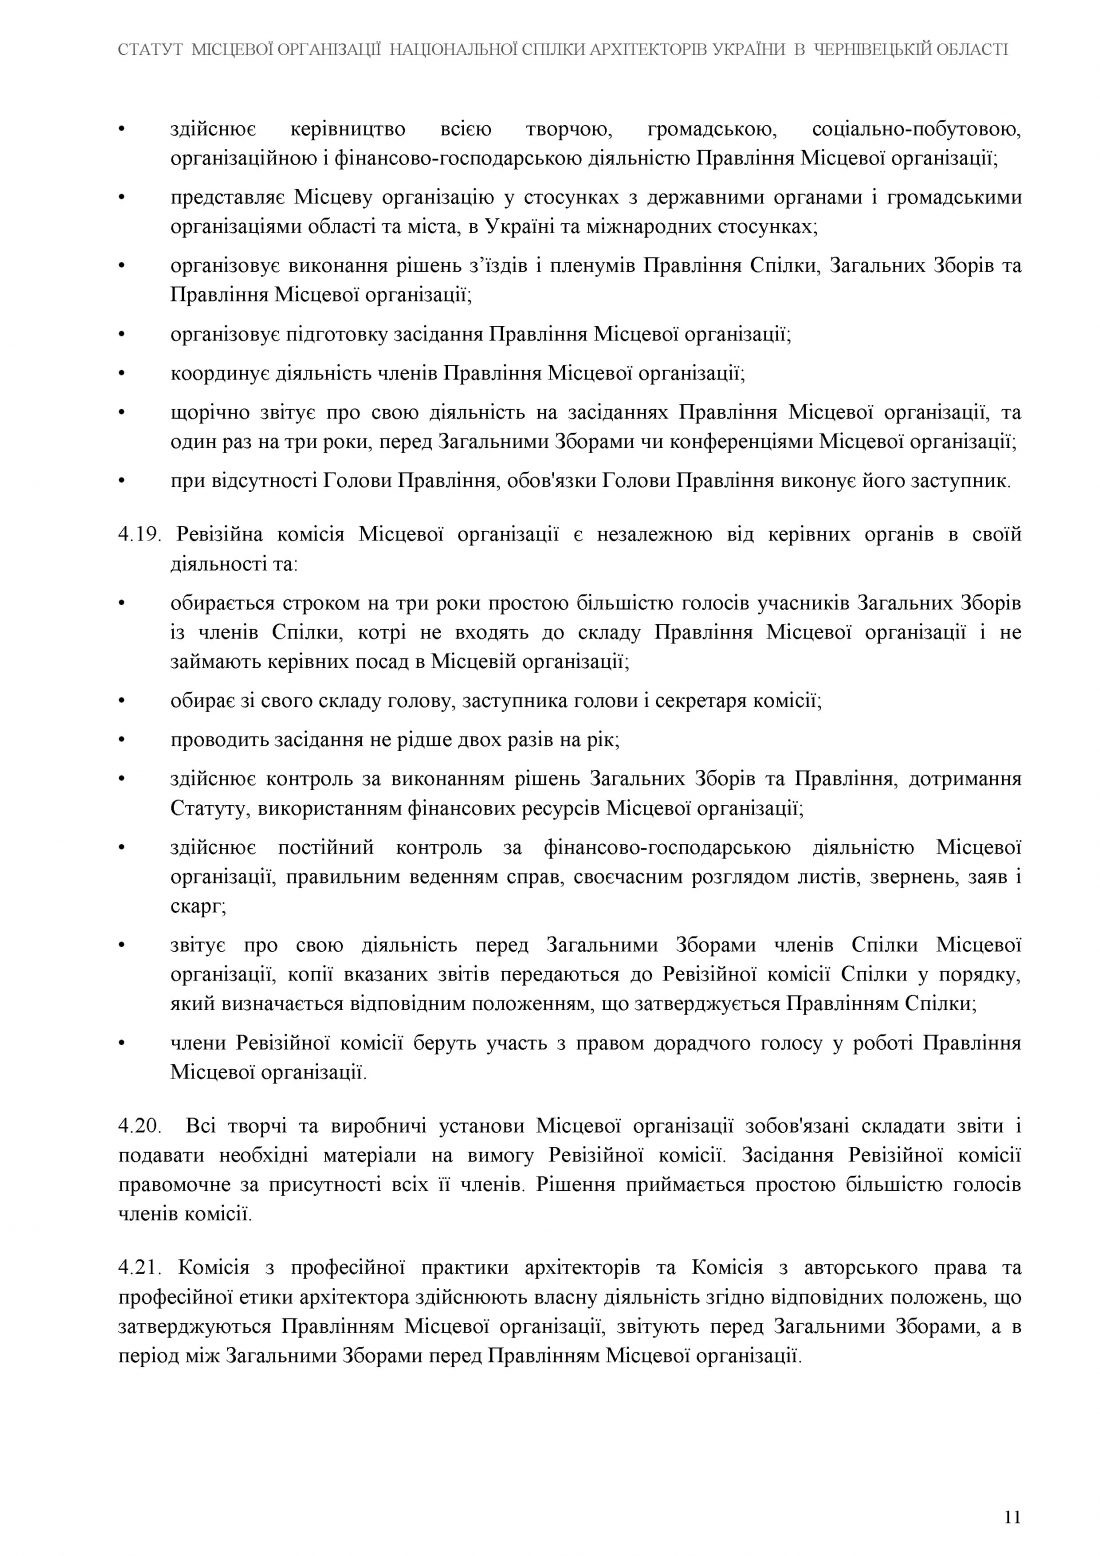 СТАТУТ МІСЦЕВОЇ ОРГАНІЗАЦІЇ НАЦІОНАЛЬНОЇ СПІЛКИ АРХІТЕКТОРІВ УКРАЇНИ В ЧЕРНІВЕЦЬКІЙ ОБЛАСТІ
• здійснює керівництво всією творчою, громадською, соціально-побутовою,
організаційною і фінансово-господарською діяльністю Правління Місцевої організації;
• представляє Місцеву організацію у стосунках з державними органами і громадськими
організаціями області та міста, в Україні та міжнародних стосунках;
• організовує виконання рішень з’їздів і пленумів Правління Спілки, Загальних Зборів та
Правління Місцевої організації;
• організовує підготовку засідання Правління Місцевої організації;
• координує діяльність членів Правління Місцевої організації;
• щорічно звітує про свою діяльність на засіданнях Правління Місцевої організації, та
один раз на три роки, перед Загальними Зборами чи конференціями Місцевої організації;
• при відсутності Голови Правління, обов'язки Голови Правління виконує його заступник.
4.19. Ревізійна комісія Місцевої організації є незалежною від керівних органів в своїй
діяльності та:
• обирається строком на три роки простою більшістю голосів учасників Загальних Зборів
із членів Спілки, котрі не входять до складу Правління Місцевої організації і не
займають керівних посад в Місцевій організації;
• обирає зі свого складу голову, заступника голови і секретаря комісії;
• проводить засідання не рідше двох разів на рік;
• здійснює контроль за виконанням рішень Загальних Зборів та Правління, дотримання
Статуту, використанням фінансових ресурсів Місцевої організації;
• здійснює постійний контроль за фінансово-господарською діяльністю Місцевої
організації, правильним веденням справ, своєчасним розглядом листів, звернень, заяв і
скарг;
• звітує про свою діяльність перед Загальними Зборами членів Спілки Місцевої
організації, копії вказаних звітів передаються до Ревізійної комісії Спілки у порядку,
який визначається відповідним положенням, що затверджується Правлінням Спілки;
• члени Ревізійної комісії беруть участь з правом дорадчого голосу у роботі Правління
Місцевої організації.
4.20. Всі творчі та виробничі установи Місцевої організації зобов'язані складати звіти і
подавати необхідні матеріали на вимогу Ревізійної комісії. Засідання Ревізійної комісії
правомочне за присутності всіх її членів. Рішення приймається простою більшістю голосів
членів комісії.
4.21. Комісія з професійної практики архітекторів та Комісія з авторського права та
професійної етики архітектора здійснюють власну діяльність згідно відповідних положень, що
затверджуються Правлінням Місцевої організації, звітують перед Загальними Зборами, а в
період між Загальними Зборами перед Правлінням Місцевої організації.
11